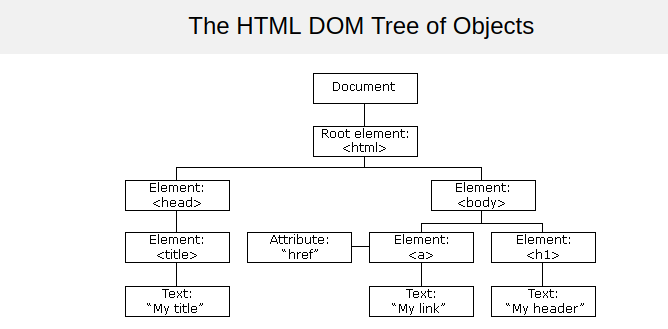 The HTML DOM Tree of Objects
Document
Root element:
<html>
Element:
<head>
Element:
<body>
Element:
<title>
Attribute:
“href”
Element:
<a>
Element:
<h1>
Text:
“My title”
Text:
“My link”
Text:
“My header”